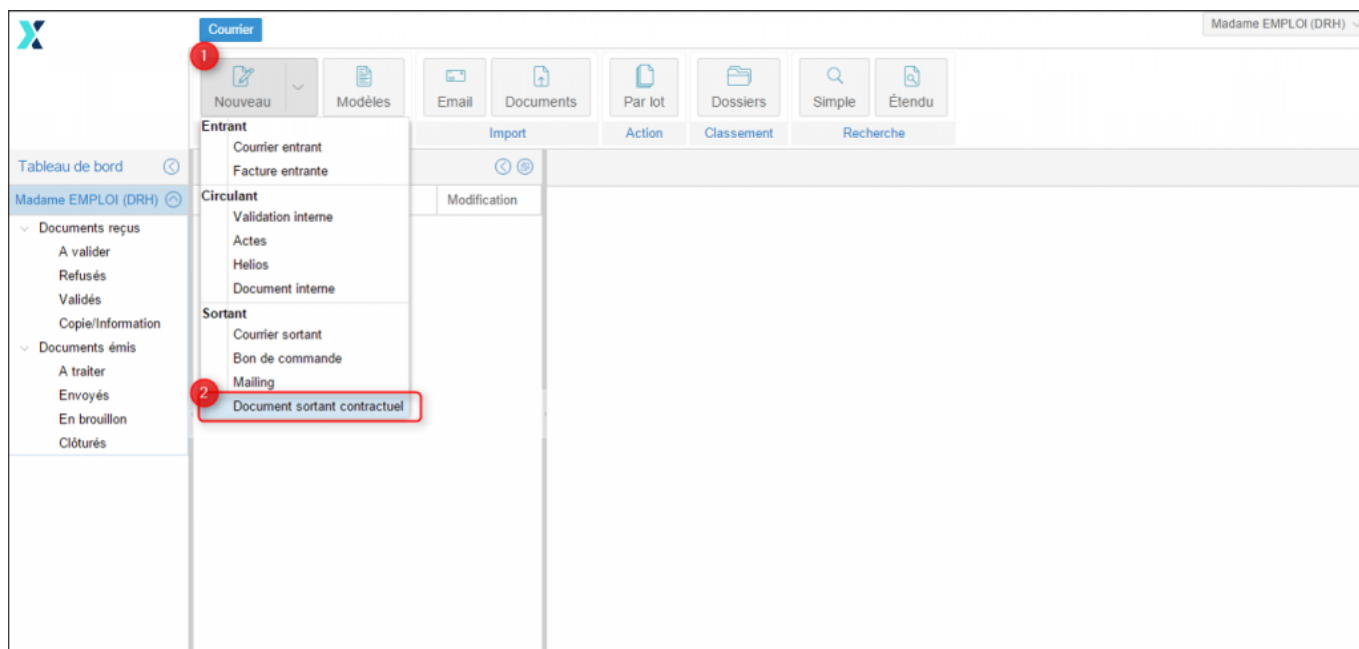 Courrier
Madame EMPLOI (DRH)
1
Nouveau
Modèles
Email
Documents
Par lot
Dossiers
Simple
Étendu
Import
Action
Classement
Recherche
Entrant
Courrier entrant
Facture entrante
Circulant
Validation interne
Actes
Helios
Document interne
Sortant
Courrier sortant
Bon de commande
Mailing
2
Document sortant contractuel
Modification
Tableau de bord
Madame EMPLOI (DRH)
Documents reçus
A valider
Refusés
Validés
Copie/Information
Documents émis
A traiter
Envoyés
En brouillon
Clôturés